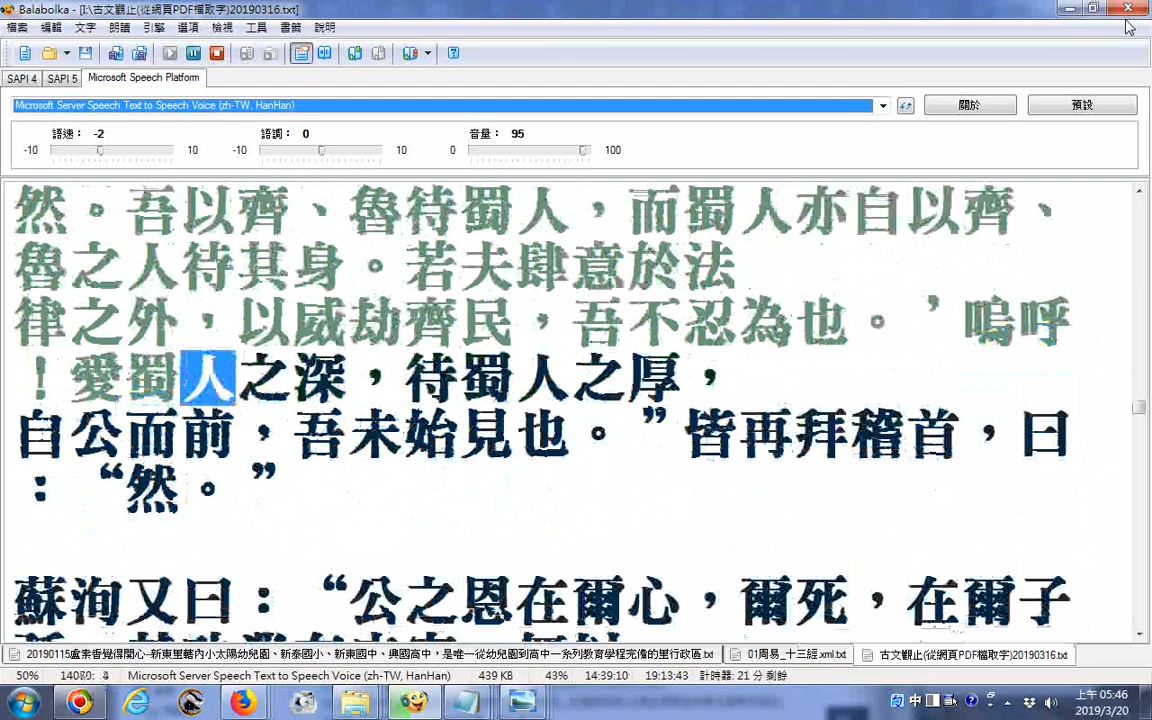 Balabolka - [I:\古文觀止(從網頁PDF檔取字)20190316.txt]
檔案 編輯 文字 朗讀 引擎 選項 檢視 工具 書籤 說明
SAPI 4 SAPI 5 Microsoft Speech Platform
Microsoft Server Speech Text to Speech Voice (zh-TW, HanHan)
關於 預設
語速： -2 語調： 0 音量： 95
-10 10 -10 10 0 100
然。吾以齊、魯待蜀人，而蜀人亦自以齊、
魯之人待其身。若夫肆意於法
律之外，以威劫齊民，吾不忍為也。’嗚呼
！愛蜀人之深，待蜀人之厚，
自公而前，吾未始見也。”皆再拜稽首，曰
：“然。”
蘇洵又曰：“公之恩在爾心，爾死，在爾子
20190115盧素香覺得開心--新東里轄內小太陽幼兒園、新泰國小、新東國中、興國高中，是唯一從幼兒園到高中一系列教育學程完備的里行政區.txt 01周易_十三經.xml.txt 古文觀止(從網頁PDF檔取字)20190316.txt
50% Microsoft Server Speech Text to Speech Voice (zh-TW, HanHan) 439 KB 43% 14:39:10 19:13:43 計時器: 21 分 剩餘
中
上午 05:46
2019/3/20